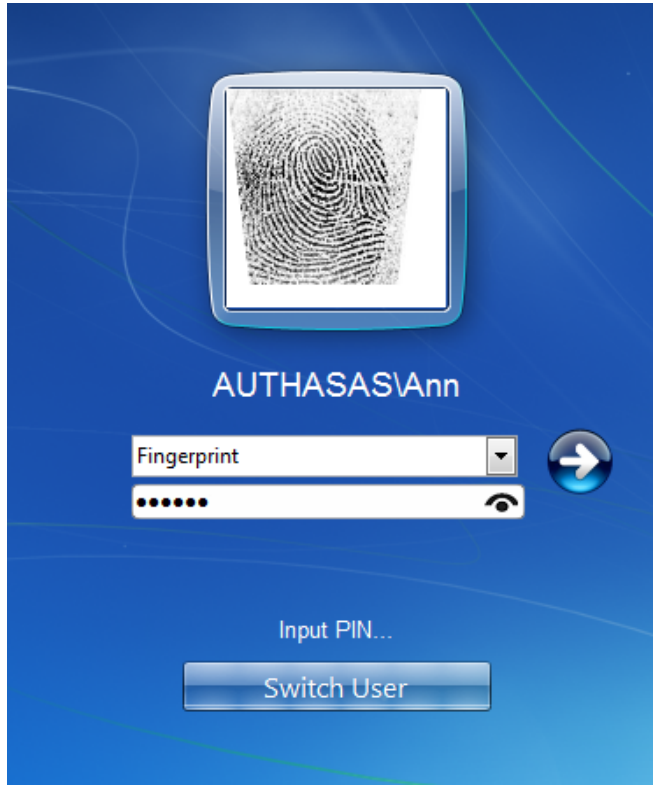 AUTHASAS\Ann
Fingerprint
••••••
Input PIN...
Switch User